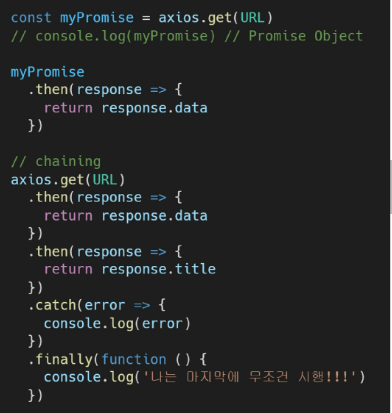 const myPromise = axios.get(URL)
// console.log(myPromise) // Promise Object
myPromise
.then(response => {
return response.data
})
// chaining
axios.get(URL)
.then(response => {
return response.data
})
.then(response => {
return response.title
})
.catch(error => {
console.log(error)
})
.finally(function () {
console.log('나는 마지막에 무조건 시행!!!')
})